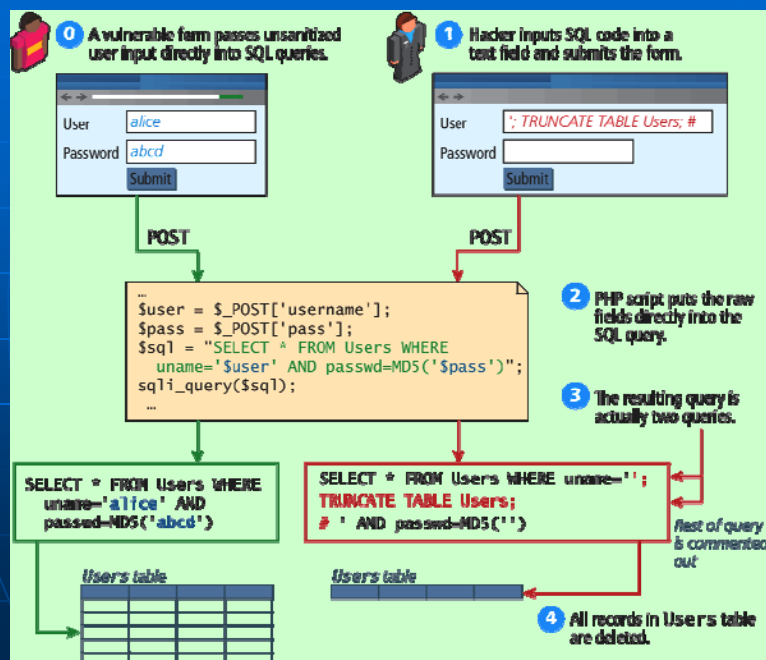 0 A vulnerable form passes unsanitized
user input directly into SQL queries.
1 Hacker inputs SQL code into a
text field and submits the form.
User alice
Password abcd
Submit
User '; TRUNCATE TABLE Users; #
Password
Submit
POST
POST
…
$user = $_POST['username'];
$pass = $_POST['pass'];
$sql = "SELECT * FROM Users WHERE
uname='$user' AND passwd=MD5('$pass')";
sqli_query($sql);
…
2 PHP script puts the raw
fields directly into the
SQL query.
3 The resulting query is
actually two queries.
SELECT * FROM Users WHERE
uname='alice' AND
passwd=MD5('abcd')
SELECT * FROM Users WHERE uname='';
TRUNCATE TABLE Users;
# ' AND passwd=MD5('')
Rest of query
is commented
out
Users table
Users table
4 All records in Users table
are deleted.